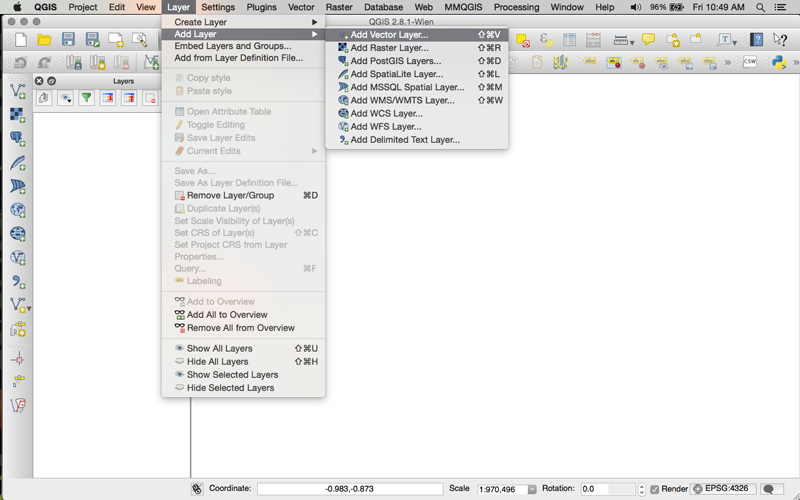 QGIS Project Edit View Layer Settings Plugins Vector Raster Database Web MMQGIS Processing Window Help 96% Fri 10:49 AM
QGIS 2.8.1-Wien
Create Layer
Add Layer
Embed Layers and Groups...
Add from Layer Definition File...
Copy style
Paste style
Open Attribute Table
Toggle Editing
Save Layer Edits
Current Edits
Save As...
Save As Layer Definition File...
Remove Layer/Group ⌘D
Duplicate Layer(s)
Set Scale Visibility of Layer(s)
Set CRS of Layer(s) ⇧⌘C
Set Project CRS from Layer
Properties...
Query... ⌘F
Labeling
Add to Overview
Add All to Overview
Remove All from Overview
Show All Layers ⇧⌘U
Hide All Layers ⇧⌘H
Show Selected Layers
Hide Selected Layers
Add Vector Layer... ⇧⌘V
Add Raster Layer... ⇧⌘R
Add PostGIS Layers... ⇧⌘D
Add SpatiaLite Layer... ⇧⌘L
Add MSSQL Spatial Layer... ⇧⌘M
Add WMS/WMTS Layer... ⇧⌘W
Add WCS Layer...
Add WFS Layer...
Add Delimited Text Layer...
Layers
CSW
Coordinate: -0.983,-0.873 Scale 1:970,496 Rotation: 0.0 Render EPSG:4326